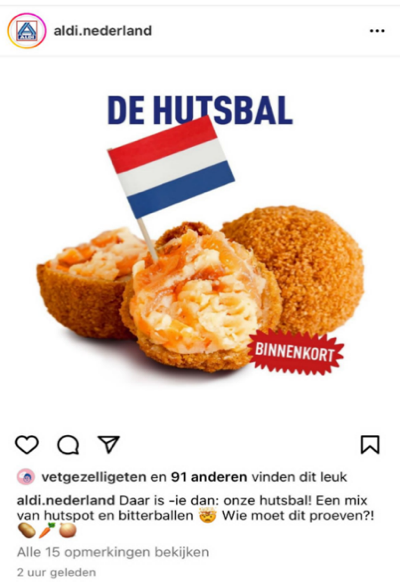 aldi.nederland
ALDI
DE HUTSBAL
BINNENKORT
vetgezelligeten en 91 anderen vinden dit leuk
aldi.nederland Daar is -ie dan: onze hutsbal! Een mix
van hutspot en bitterballen 🤯 Wie moet dit proeven?!
🥔🥕🧅
Alle 15 opmerkingen bekijken
2 uur geleden